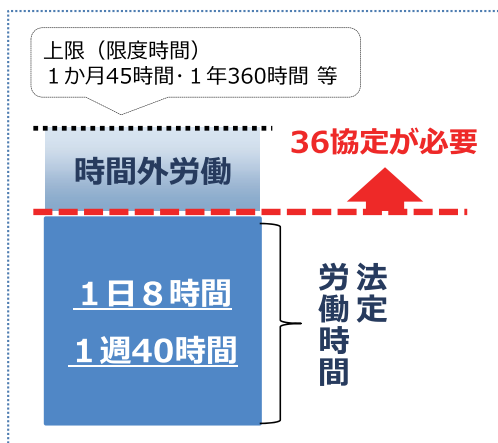 上限（限度時間）
１か月45時間･１年360時間 等
36協定が必要
時間外労働
１日８時間
１週40時間
法定
労働時間